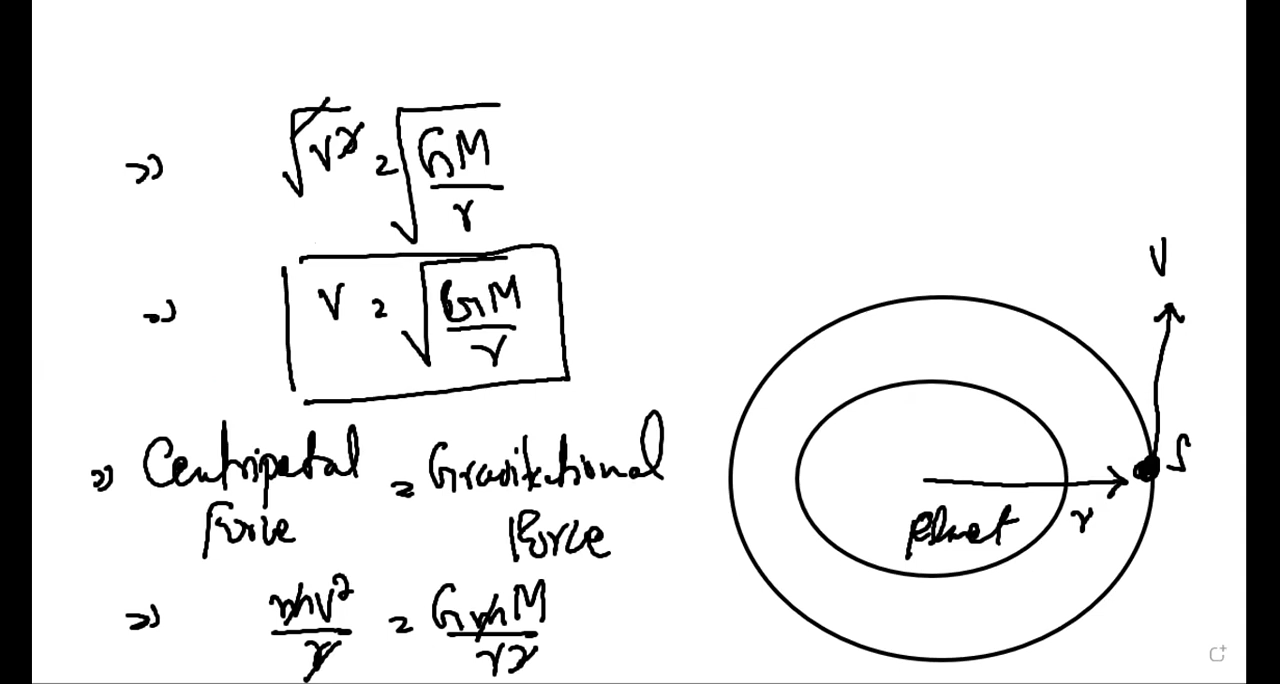 => √V² = √GM/r
=> V = √GM/r
=> Centripetal Force = Gravitational Force
=> mV²/r = GmM/r²
V
S
r
Planet